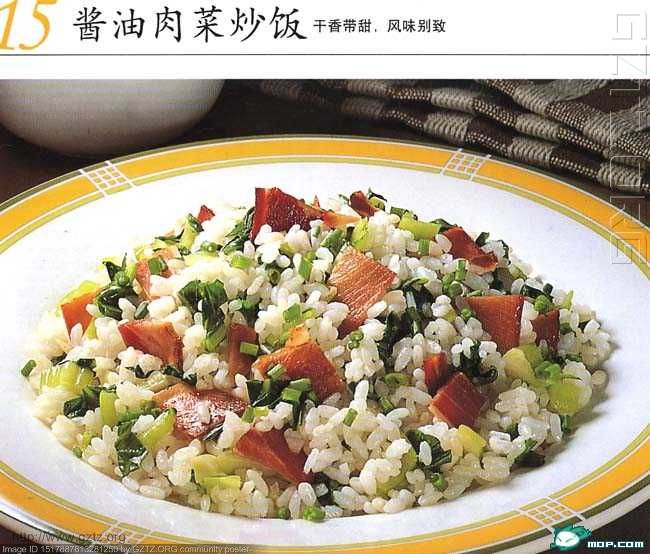 15 酱油肉菜炒饭 干香带甜，风味别致
GZTZ.ORG
http://www.gztz.org
Image ID 1517887613281250 by GZTZ.ORG community poster
MOP.COM